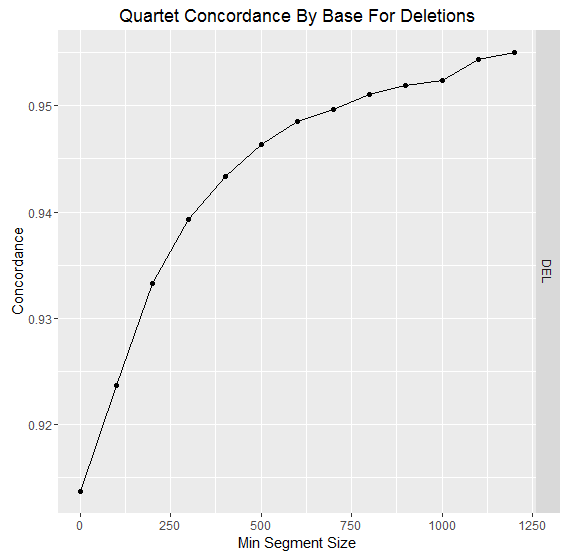 Quartet Concordance By Base For Deletions
Concordance
0.95
0.94
0.93
0.92
DEL
0 250 500 750 1000 1250
Min Segment Size